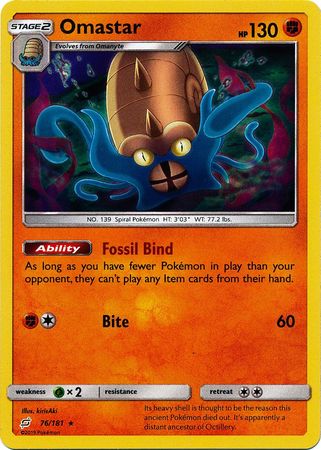 STAGE2 Omastar HP 130
Evolves from Omanyte
NO. 139 Spiral Pokémon HT: 3'03" WT: 77.2 lbs.
Ability Fossil Bind
As long as you have fewer Pokémon in play than your
opponent, they can't play any Item cards from their hand.
Bite 60
weakness ×2 resistance retreat
Illus. kirisAki
76/181 ★
©2019 Pokémon
Its heavy shell is thought to be the reason this
ancient Pokémon died out. It's apparently a
distant ancestor of Octillery.